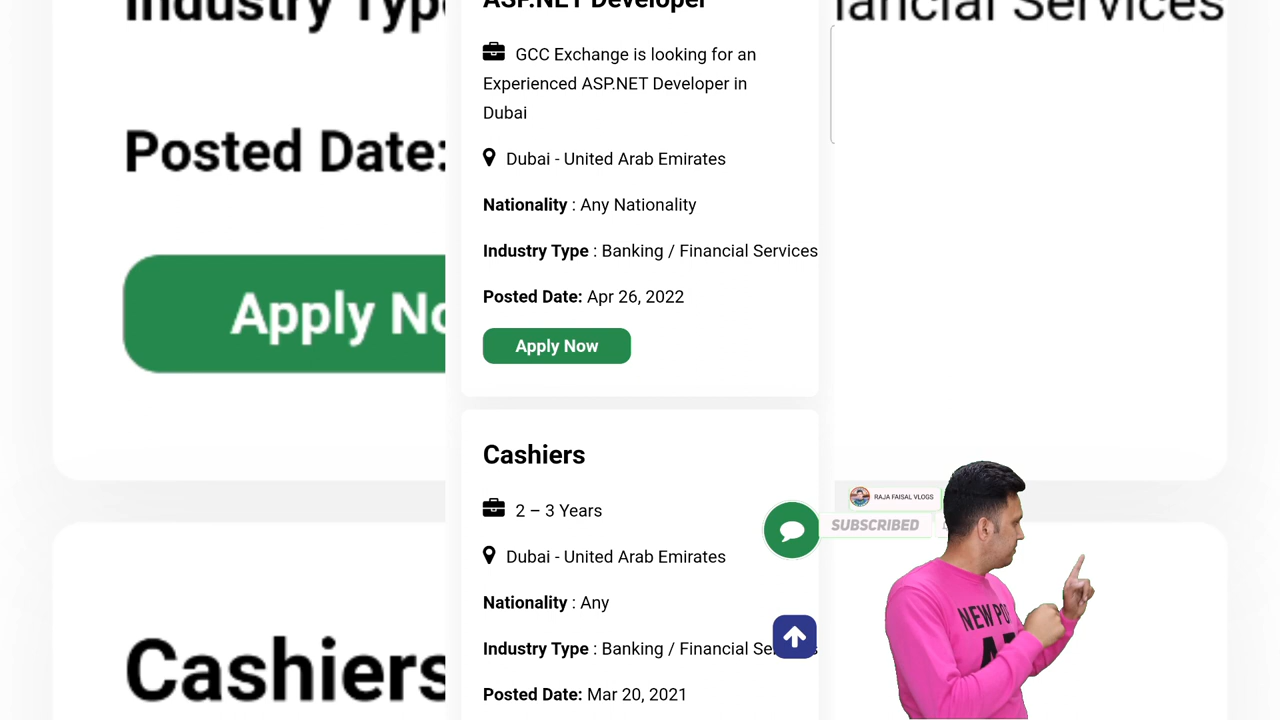 Industry Type
Posted Date:
Apply No
Cashiers
ASP.NET Developer
GCC Exchange is looking for an
Experienced ASP.NET Developer in
Dubai
Dubai - United Arab Emirates
Nationality : Any Nationality
Industry Type : Banking / Financial Services
Posted Date: Apr 26, 2022
Apply Now
Cashiers
2 – 3 Years
Dubai - United Arab Emirates
Nationality : Any
Industry Type : Banking / Financial Se
Posted Date: Mar 20, 2021
ancial Services
RAJA FAISAL VLOGS
SUBSCRIBED
NEW PO